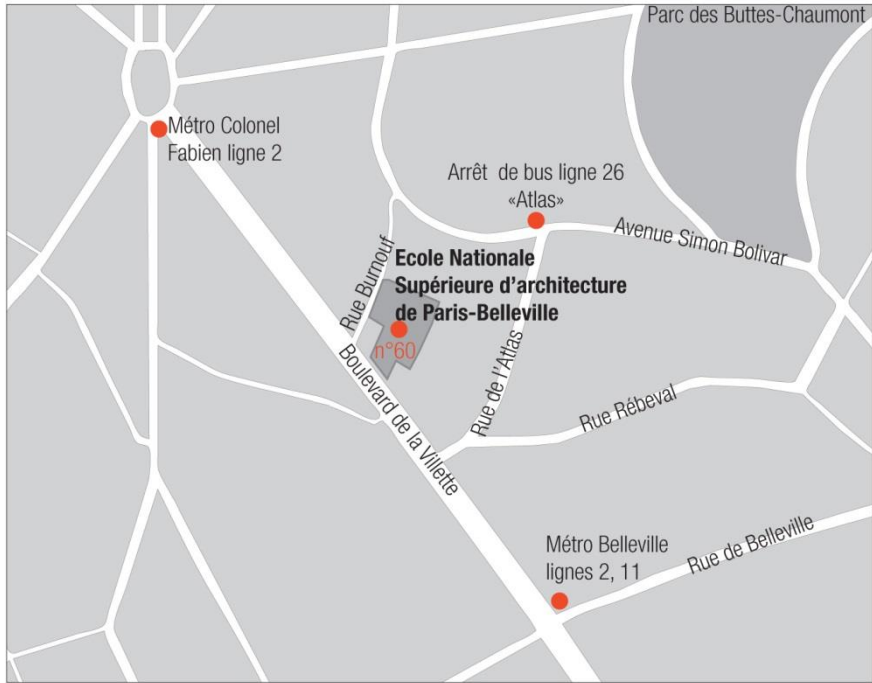 Parc des Buttes-Chaumont
Métro Colonel
Fabien ligne 2
Arrêt de bus ligne 26
«Atlas»
Avenue Simon Bolivar
Rue Burnouf
Ecole Nationale
Supérieure d’architecture
de Paris-Belleville
n°60
Boulevard de la Villette
Rue de l’Atlas
Rue Rébeval
Métro Belleville
lignes 2, 11
Rue de Belleville